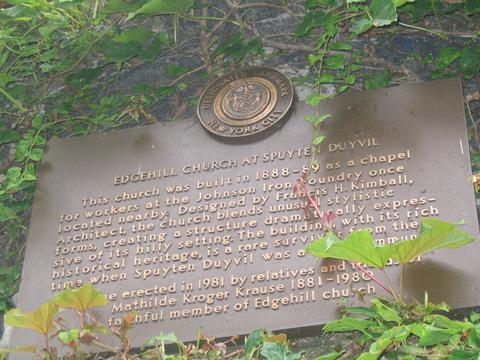 DESIGNATED LANDMARK
NEW YORK CITY
EDGEHILL CHURCH AT SPUYTEN DUYVIL
This church was built in 1888-89 as a chapel
for workers at the Johnson Iron Foundry once
located nearby. Designed by Francis H. Kimball,
architect, the church blends various stylistic
forms, creating a structure dramatically expres-
sive of its hilly setting. The building with its rich
historical heritage, is a rare survivor from the
time when Spuyten Duyvil was a
erected in 1981 by relatives and
Mathilde Kroger Krause 1881-1980
faithful member of Edgehill church